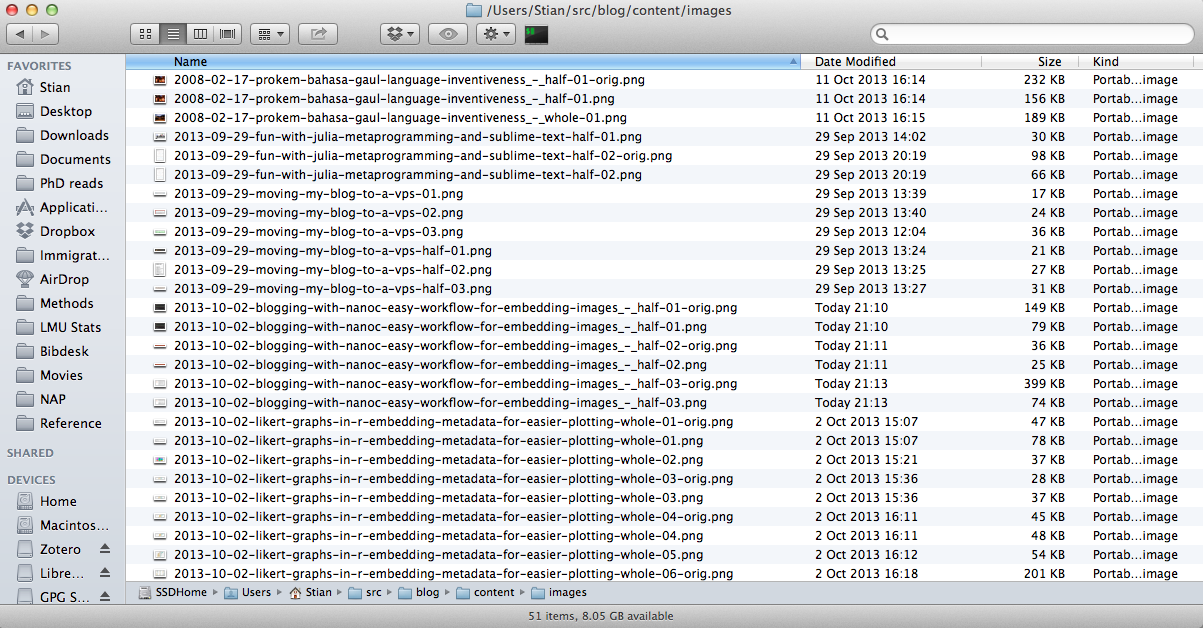 /Users/Stian/src/blog/content/images
FAVORITES
Stian
Desktop
Downloads
Documents
PhD reads
Applicati...
Dropbox
Immigrat...
AirDrop
Methods
LMU Stats
Bibdesk
Movies
NAP
Reference
SHARED
DEVICES
Home
Macintos...
Zotero
Libre...
GPG S...
Name Date Modified Size Kind
2008-02-17-prokem-bahasa-gaul-language-inventiveness_-_half-01-orig.png 11 Oct 2013 16:14 232 KB Portab...image
2008-02-17-prokem-bahasa-gaul-language-inventiveness_-_half-01.png 11 Oct 2013 16:14 156 KB Portab...image
2008-02-17-prokem-bahasa-gaul-language-inventiveness_-_whole-01.png 11 Oct 2013 16:15 189 KB Portab...image
2013-09-29-fun-with-julia-metaprogramming-and-sublime-text-half-01.png 29 Sep 2013 14:02 30 KB Portab...image
2013-09-29-fun-with-julia-metaprogramming-and-sublime-text-half-02-orig.png 29 Sep 2013 20:19 98 KB Portab...image
2013-09-29-fun-with-julia-metaprogramming-and-sublime-text-half-02.png 29 Sep 2013 20:19 66 KB Portab...image
2013-09-29-moving-my-blog-to-a-vps-01.png 29 Sep 2013 13:39 17 KB Portab...image
2013-09-29-moving-my-blog-to-a-vps-02.png 29 Sep 2013 13:40 24 KB Portab...image
2013-09-29-moving-my-blog-to-a-vps-03.png 29 Sep 2013 12:04 36 KB Portab...image
2013-09-29-moving-my-blog-to-a-vps-half-01.png 29 Sep 2013 13:24 21 KB Portab...image
2013-09-29-moving-my-blog-to-a-vps-half-02.png 29 Sep 2013 13:25 27 KB Portab...image
2013-09-29-moving-my-blog-to-a-vps-half-03.png 29 Sep 2013 13:27 31 KB Portab...image
2013-10-02-blogging-with-nanoc-easy-workflow-for-embedding-images_-_half-01-orig.png Today 21:10 149 KB Portab...image
2013-10-02-blogging-with-nanoc-easy-workflow-for-embedding-images_-_half-01.png Today 21:10 79 KB Portab...image
2013-10-02-blogging-with-nanoc-easy-workflow-for-embedding-images_-_half-02-orig.png Today 21:11 36 KB Portab...image
2013-10-02-blogging-with-nanoc-easy-workflow-for-embedding-images_-_half-02.png Today 21:11 25 KB Portab...image
2013-10-02-blogging-with-nanoc-easy-workflow-for-embedding-images_-_half-03-orig.png Today 21:13 399 KB Portab...image
2013-10-02-blogging-with-nanoc-easy-workflow-for-embedding-images_-_half-03.png Today 21:13 74 KB Portab...image
2013-10-02-likert-graphs-in-r-embedding-metadata-for-easier-plotting-whole-01-orig.png 2 Oct 2013 15:07 47 KB Portab...image
2013-10-02-likert-graphs-in-r-embedding-metadata-for-easier-plotting-whole-01.png 2 Oct 2013 15:07 78 KB Portab...image
2013-10-02-likert-graphs-in-r-embedding-metadata-for-easier-plotting-whole-02.png 2 Oct 2013 15:21 37 KB Portab...image
2013-10-02-likert-graphs-in-r-embedding-metadata-for-easier-plotting-whole-03-orig.png 2 Oct 2013 15:36 28 KB Portab...image
2013-10-02-likert-graphs-in-r-embedding-metadata-for-easier-plotting-whole-03.png 2 Oct 2013 15:36 37 KB Portab...image
2013-10-02-likert-graphs-in-r-embedding-metadata-for-easier-plotting-whole-04-orig.png 2 Oct 2013 16:11 45 KB Portab...image
2013-10-02-likert-graphs-in-r-embedding-metadata-for-easier-plotting-whole-04.png 2 Oct 2013 16:11 48 KB Portab...image
2013-10-02-likert-graphs-in-r-embedding-metadata-for-easier-plotting-whole-05.png 2 Oct 2013 16:12 54 KB Portab...image
2013-10-02-likert-graphs-in-r-embedding-metadata-for-easier-plotting-whole-06-orig.png 2 Oct 2013 16:18 201 KB Portab...image
SSDHome Users Stian src blog content images
51 items, 8.05 GB available